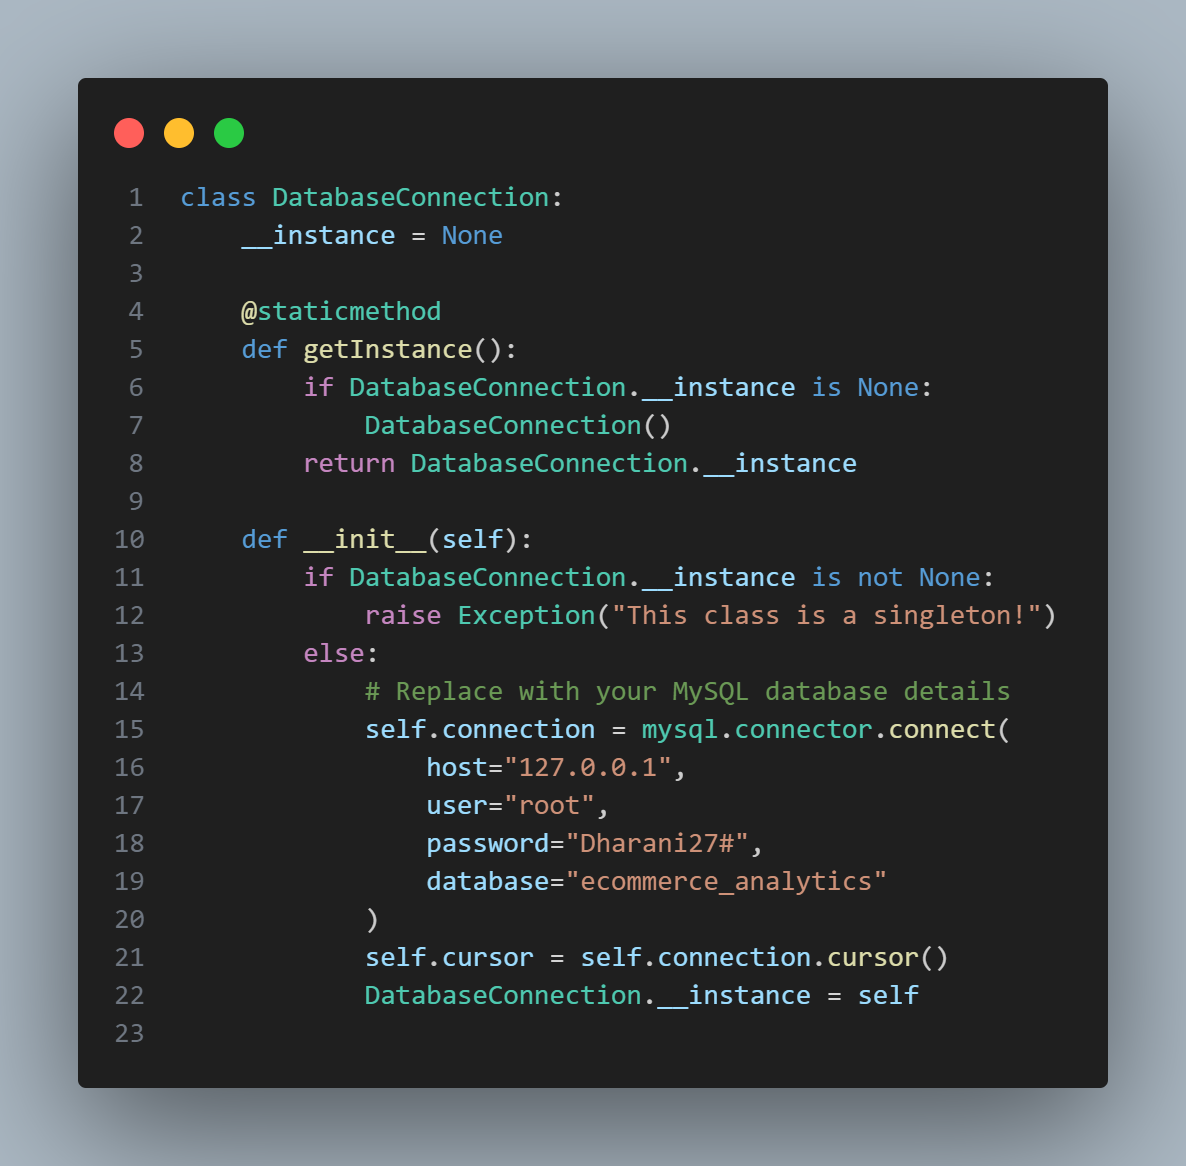 1 class DatabaseConnection:
2     __instance = None
3
4     @staticmethod
5     def getInstance():
6         if DatabaseConnection.__instance is None:
7             DatabaseConnection()
8         return DatabaseConnection.__instance
9
10     def __init__(self):
11         if DatabaseConnection.__instance is not None:
12             raise Exception("This class is a singleton!")
13         else:
14             # Replace with your MySQL database details
15             self.connection = mysql.connector.connect(
16                 host="127.0.0.1",
17                 user="root",
18                 password="Dharani27#",
19                 database="ecommerce_analytics"
20             )
21             self.cursor = self.connection.cursor()
22             DatabaseConnection.__instance = self
23